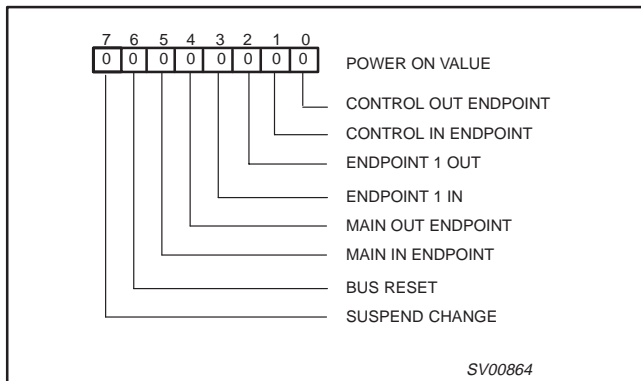 7 6 5 4 3 2 1 0
0 0 0 0 0 0 0 0 POWER ON VALUE
CONTROL OUT ENDPOINT
CONTROL IN ENDPOINT
ENDPOINT 1 OUT
ENDPOINT 1 IN
MAIN OUT ENDPOINT
MAIN IN ENDPOINT
BUS RESET
SUSPEND CHANGE
SV00864